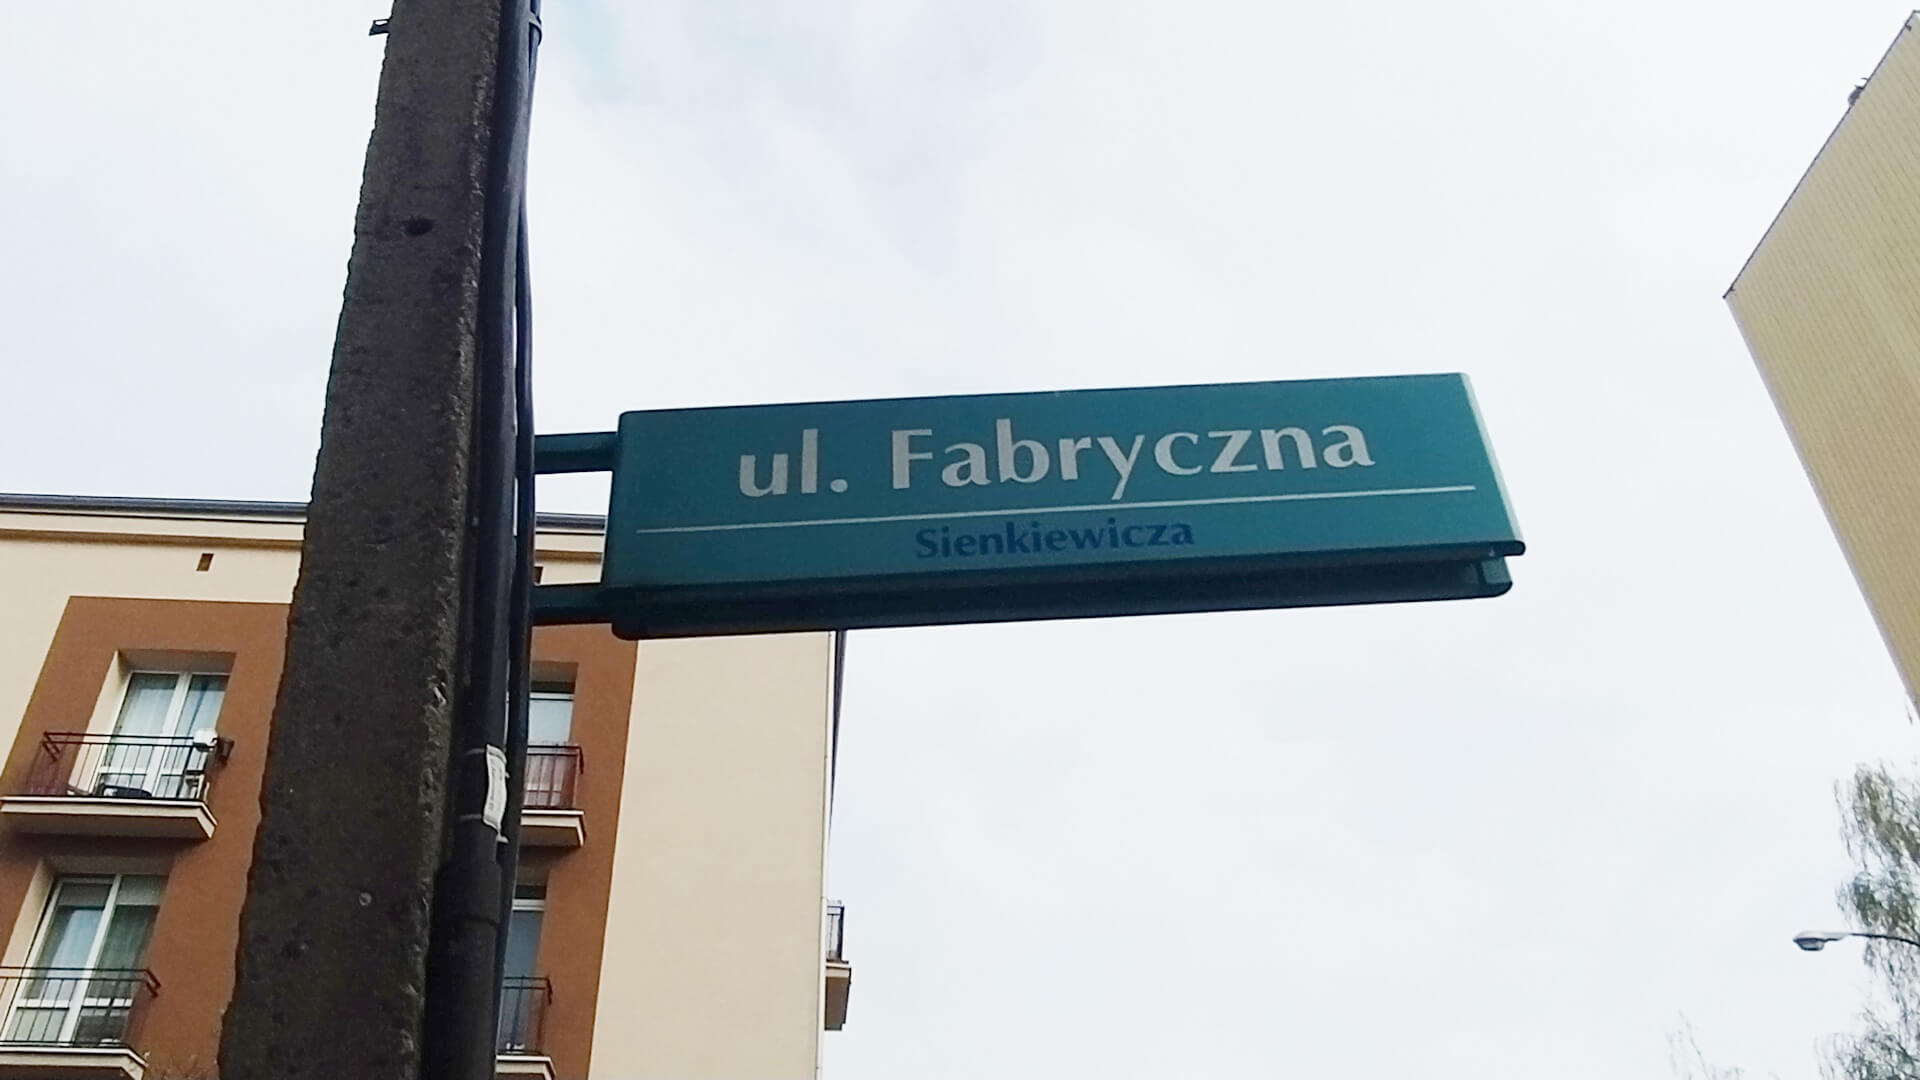 ul. Fabryczna
Sienkiewicza